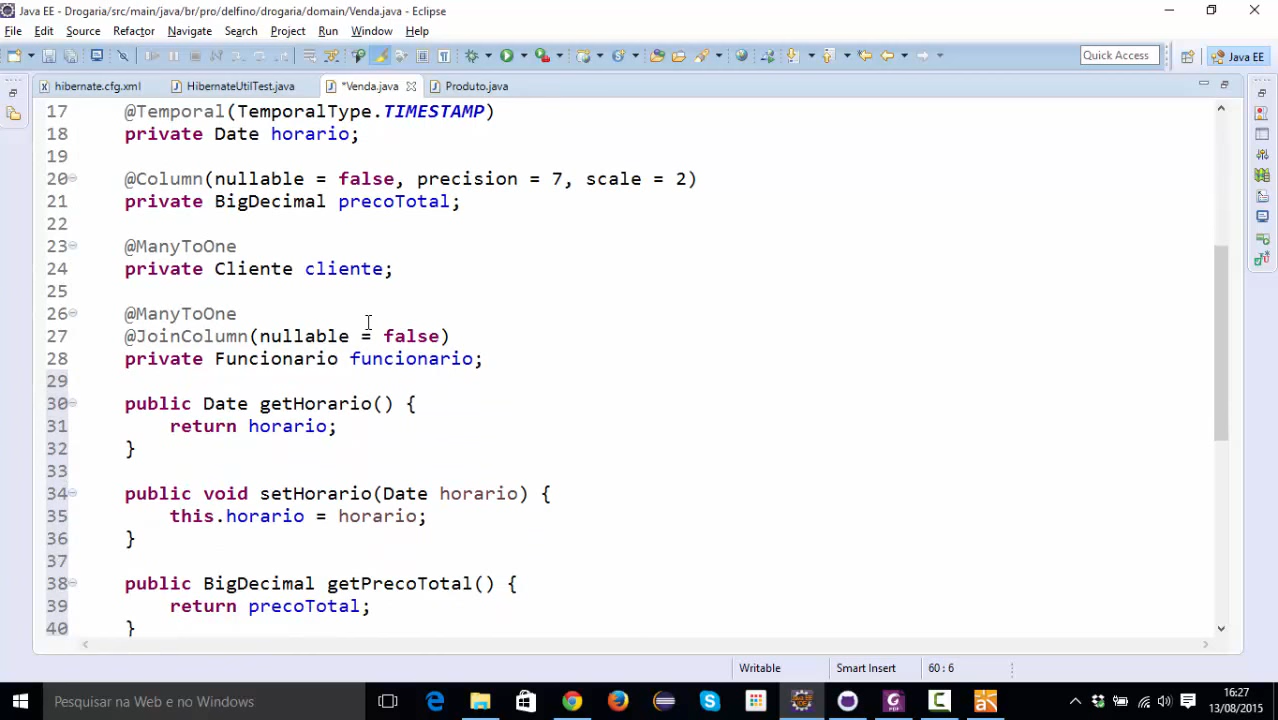 Java EE - Drogaria/src/main/java/br/pro/delfino/drogaria/domain/Venda.java - Eclipse
File Edit Source Refactor Navigate Search Project Run Window Help
Quick Access
Java EE
hibernate.cfg.xml HibernateUtilTest.java *Venda.java Produto.java
17 @Temporal(TemporalType.TIMESTAMP)
18 private Date horario;
19
20 @Column(nullable = false, precision = 7, scale = 2)
21 private BigDecimal precoTotal;
22
23 @ManyToOne
24 private Cliente cliente;
25
26 @ManyToOne
27 @JoinColumn(nullable = false)
28 private Funcionario funcionario;
29
30 public Date getHorario() {
31 return horario;
32 }
33
34 public void setHorario(Date horario) {
35 this.horario = horario;
36 }
37
38 public BigDecimal getPrecoTotal() {
39 return precoTotal;
40 }
Writable Smart Insert 60 : 6
Pesquisar na Web e no Windows
16:27
13/08/2015